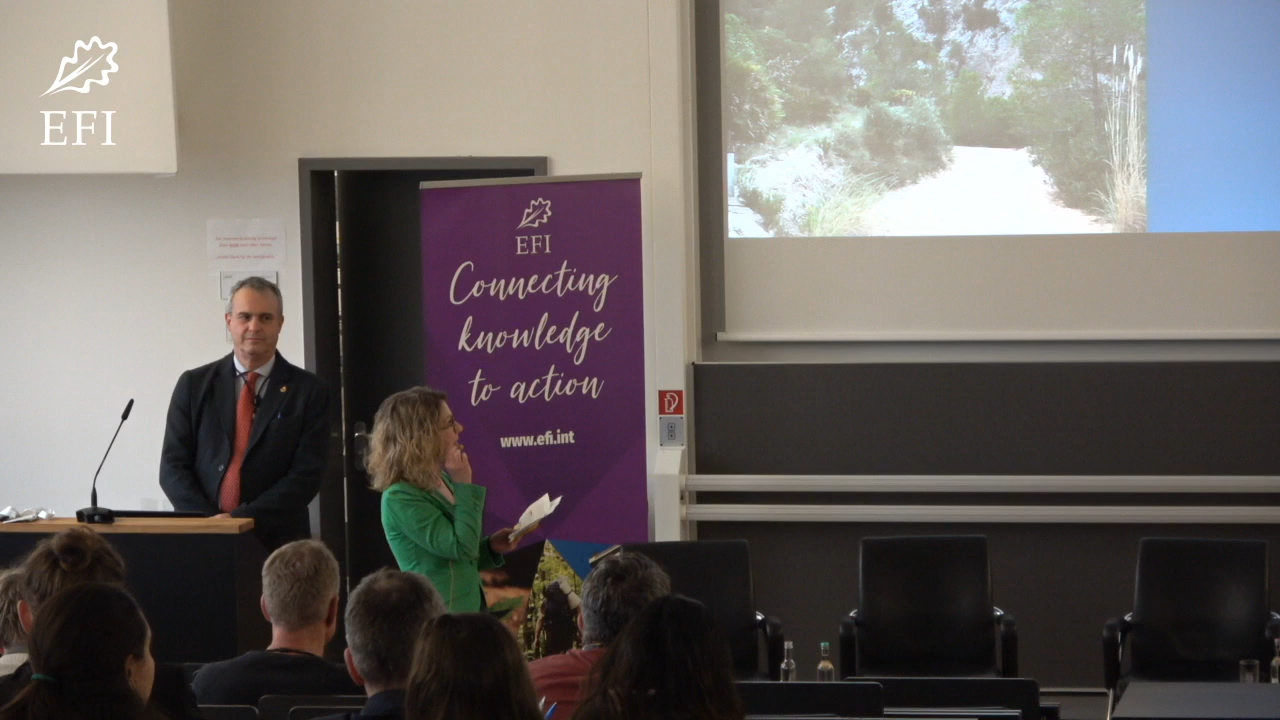 EFI
EFI
Connecting
knowledge
to action
www.efi.int